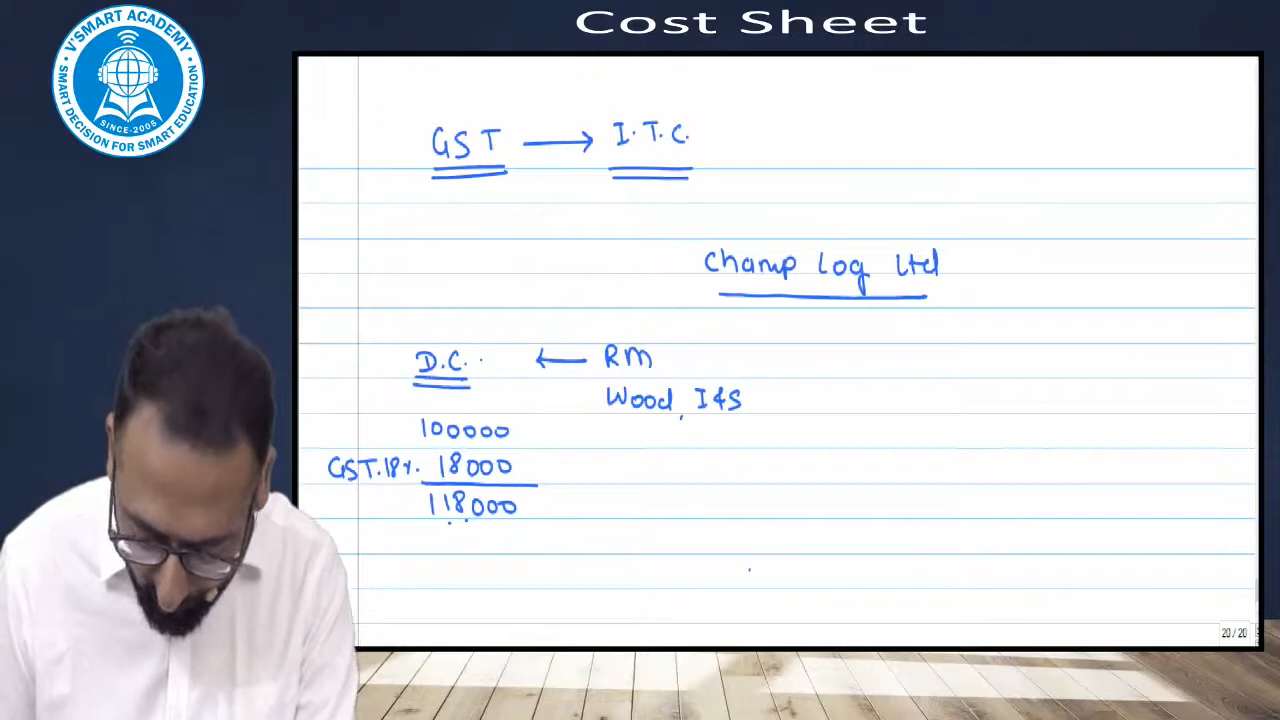 Cost Sheet
V'SMART ACADEMY
SINCE-2005
SMART DECISION FOR SMART EDUCATION
GST → I.T.C.
Champ Log Ltd
D.C. ← RM
Wood, I&S
100000
GST.18%. 18000
118000
20/20